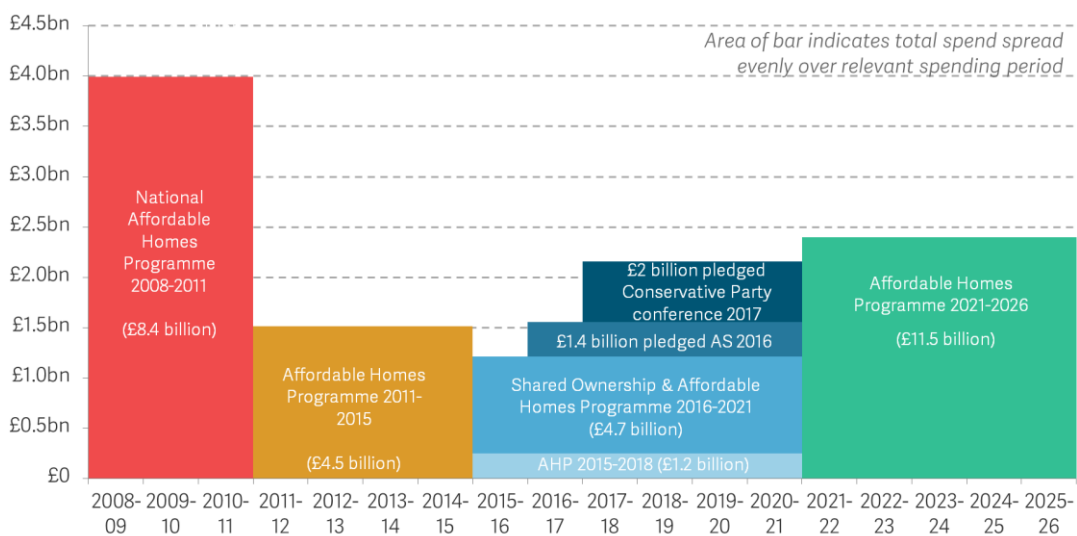 £4.5bn
£4.0bn
£3.5bn
£3.0bn
£2.5bn
£2.0bn
£1.5bn
£1.0bn
£0.5bn
£0
Area of bar indicates total spend spread
evenly over relevant spending period
National
Affordable
Homes
Programme
2008-2011
(£8.4 billion)
Affordable Homes
Programme 2011-
2015
(£4.5 billion)
£2 billion pledged
Conservative Party
conference 2017
£1.4 billion pledged AS 2016
Shared Ownership & Affordable
Homes Programme 2016-2021
(£4.7 billion)
AHP 2015-2018 (£1.2 billion)
Affordable Homes
Programme 2021-2026
(£11.5 billion)
2008- 2009- 2010- 2011- 2012- 2013- 2014- 2015- 2016- 2017- 2018- 2019- 2020- 2021- 2022- 2023- 2024- 2025-
09 10 11 12 13 14 15 16 17 18 19 20 21 22 23 24 25 26